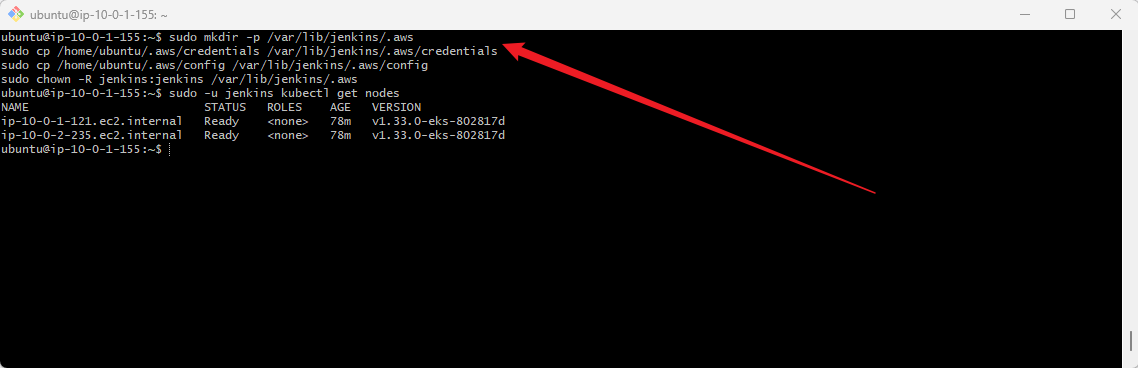 ubuntu@ip-10-0-1-155: ~
ubuntu@ip-10-0-1-155:~$ sudo mkdir -p /var/lib/jenkins/.aws
sudo cp /home/ubuntu/.aws/credentials /var/lib/jenkins/.aws/credentials
sudo cp /home/ubuntu/.aws/config /var/lib/jenkins/.aws/config
sudo chown -R jenkins:jenkins /var/lib/jenkins/.aws
ubuntu@ip-10-0-1-155:~$ sudo -u jenkins kubectl get nodes
NAME                         STATUS   ROLES    AGE   VERSION
ip-10-0-1-121.ec2.internal   Ready    <none>   78m   v1.33.0-eks-802817d
ip-10-0-2-235.ec2.internal   Ready    <none>   78m   v1.33.0-eks-802817d
ubuntu@ip-10-0-1-155:~$